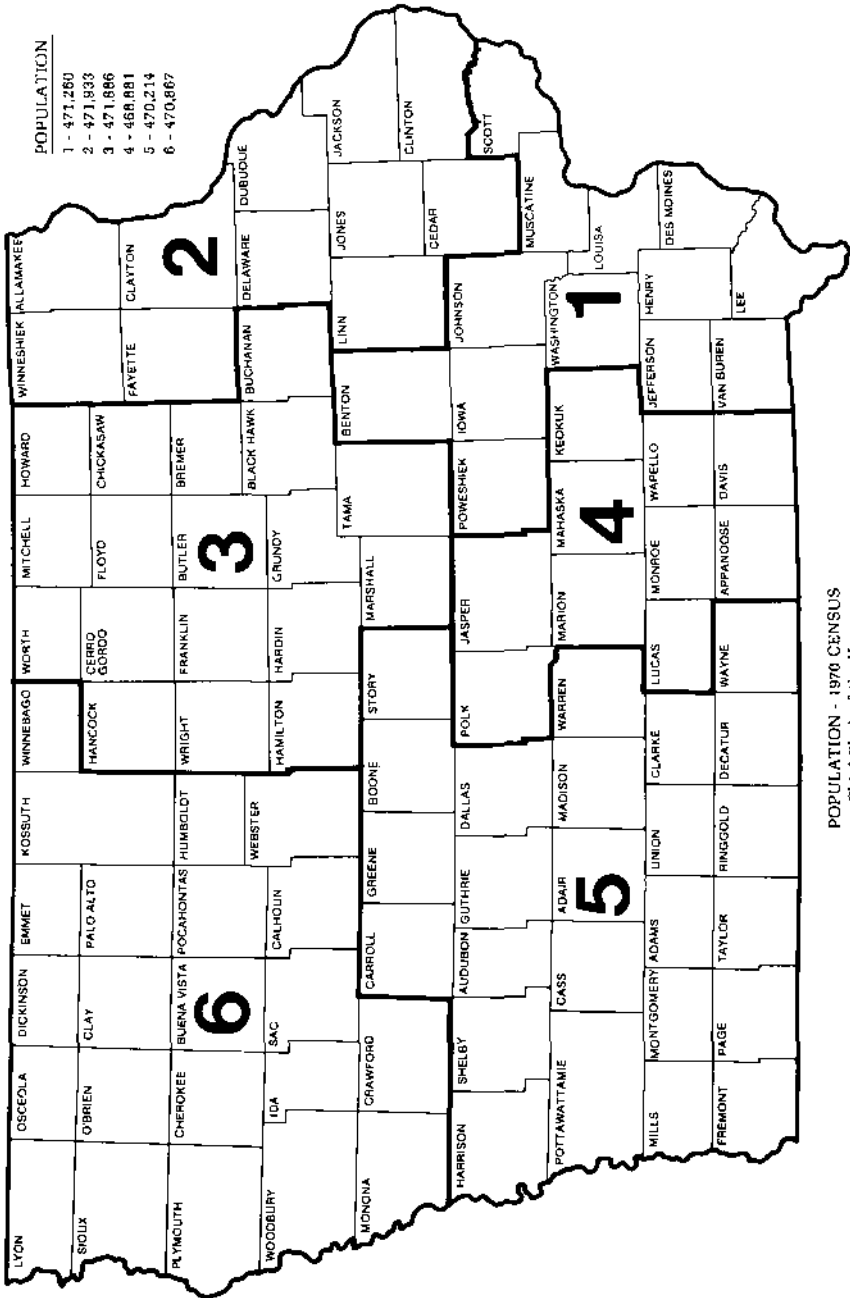 POPULATION
1 - 471,260
2 - 471,933
3 - 471,886
4 - 468,881
5 - 470,214
6 - 470,867
LYON
OSCEOLA
DICKINSON
EMMET
KOSSUTH
WINNEBAGO
WORTH
MITCHELL
HOWARD
WINNESHIEK
ALLAMAKEE
SIOUX
O'BRIEN
CLAY
PALO ALTO
HANCOCK
CERRO
GORDO
FLOYD
CHICKASAW
FAYETTE
CLAYTON
2
PLYMOUTH
CHEROKEE
BUENA VISTA
POCAHONTAS
HUMBOLDT
WRIGHT
FRANKLIN
BUTLER
BREMER
6
3
WOODBURY
IDA
SAC
CALHOUN
WEBSTER
HAMILTON
HARDIN
GRUNDY
BLACK HAWK
BUCHANAN
DELAWARE
DUBUQUE
MONONA
CRAWFORD
CARROLL
GREENE
BOONE
STORY
MARSHALL
TAMA
BENTON
LINN
JONES
JACKSON
CEDAR
CLINTON
HARRISON
SHELBY
AUDUBON
GUTHRIE
DALLAS
POLK
JASPER
POWESHIEK
IOWA
JOHNSON
SCOTT
MUSCATINE
POTTAWATTAMIE
CASS
ADAIR
MADISON
WARREN
MARION
MAHASKA
KEOKUK
WASHINGTON
LOUISA
5
4
1
MILLS
MONTGOMERY
ADAMS
UNION
CLARKE
LUCAS
MONROE
WAPELLO
JEFFERSON
HENRY
DES MOINES
FREMONT
PAGE
TAYLOR
RINGGOLD
DECATUR
WAYNE
APPANOOSE
DAVIS
VAN BUREN
LEE
POPULATION - 1970 CENSUS